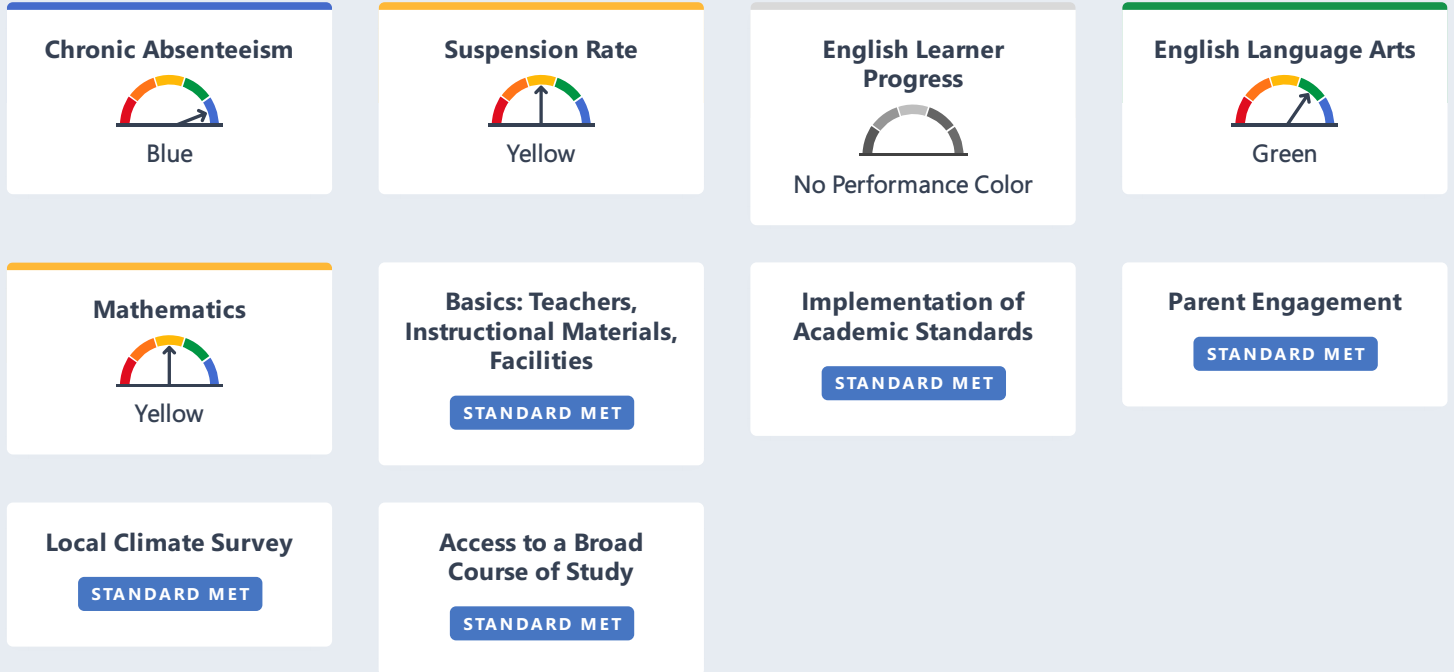 Chronic Absenteeism
Blue
Suspension Rate
Yellow
English Learner
Progress
No Performance Color
English Language Arts
Green
Mathematics
Yellow
Basics: Teachers,
Instructional Materials,
Facilities
STANDARD MET
Implementation of
Academic Standards
STANDARD MET
Parent Engagement
STANDARD MET
Local Climate Survey
STANDARD MET
Access to a Broad
Course of Study
STANDARD MET